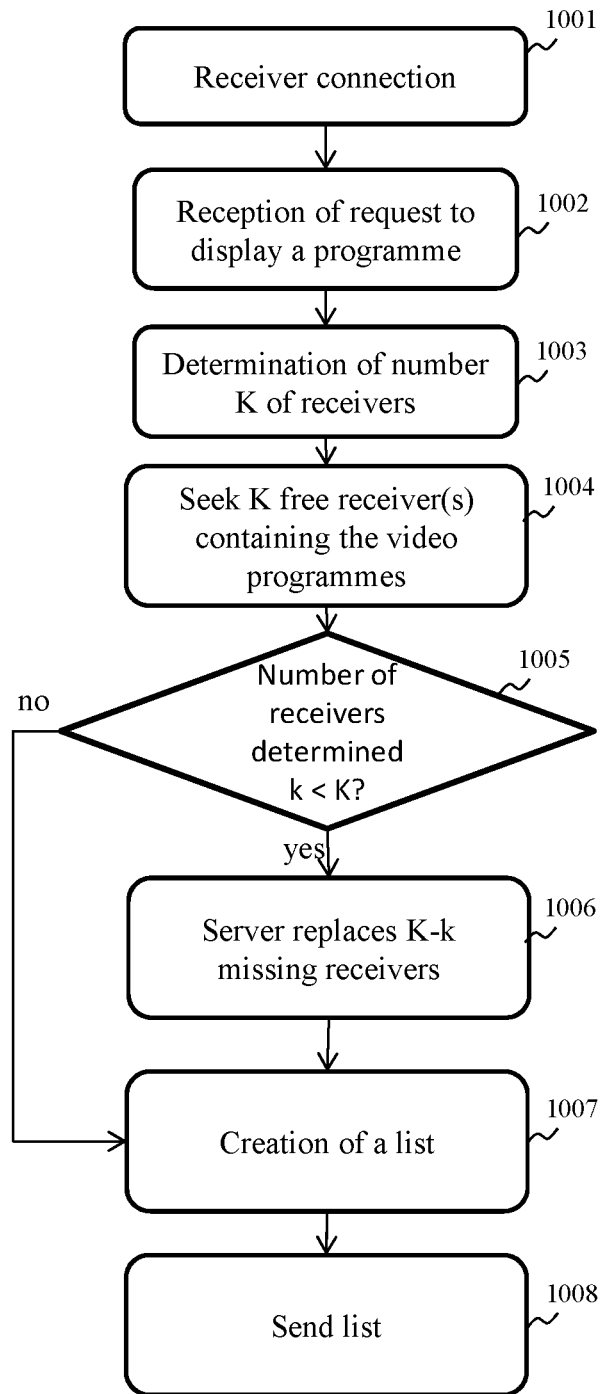 1001
Receiver connection
1002
Reception of request to
display a programme
1003
Determination of number
K of receivers
1004
Seek K free receiver(s)
containing the video
programmes
1005
Number of
receivers
determined
k < K?
no
yes
1006
Server replaces K-k
missing receivers
1007
Creation of a list
1008
Send list